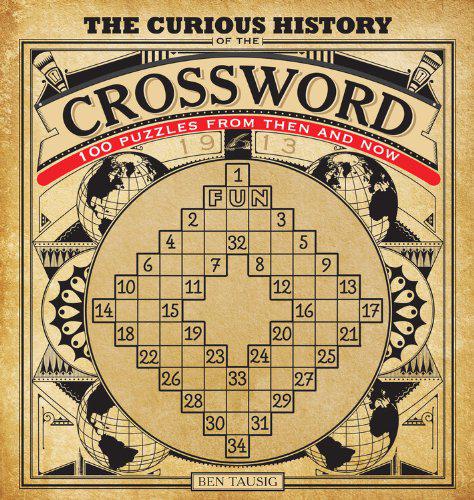 THE CURIOUS HISTORY
OF THE
CROSSWORD
100 PUZZLES FROM THEN AND NOW
1913
1
FUN
2 3
4 32 5
6 7 8 9
10 11 12 13
14 15 16 17
18 19 20 21
22 23 24 25
26 33 27
28 29
30 31
34
BEN TAUSIG